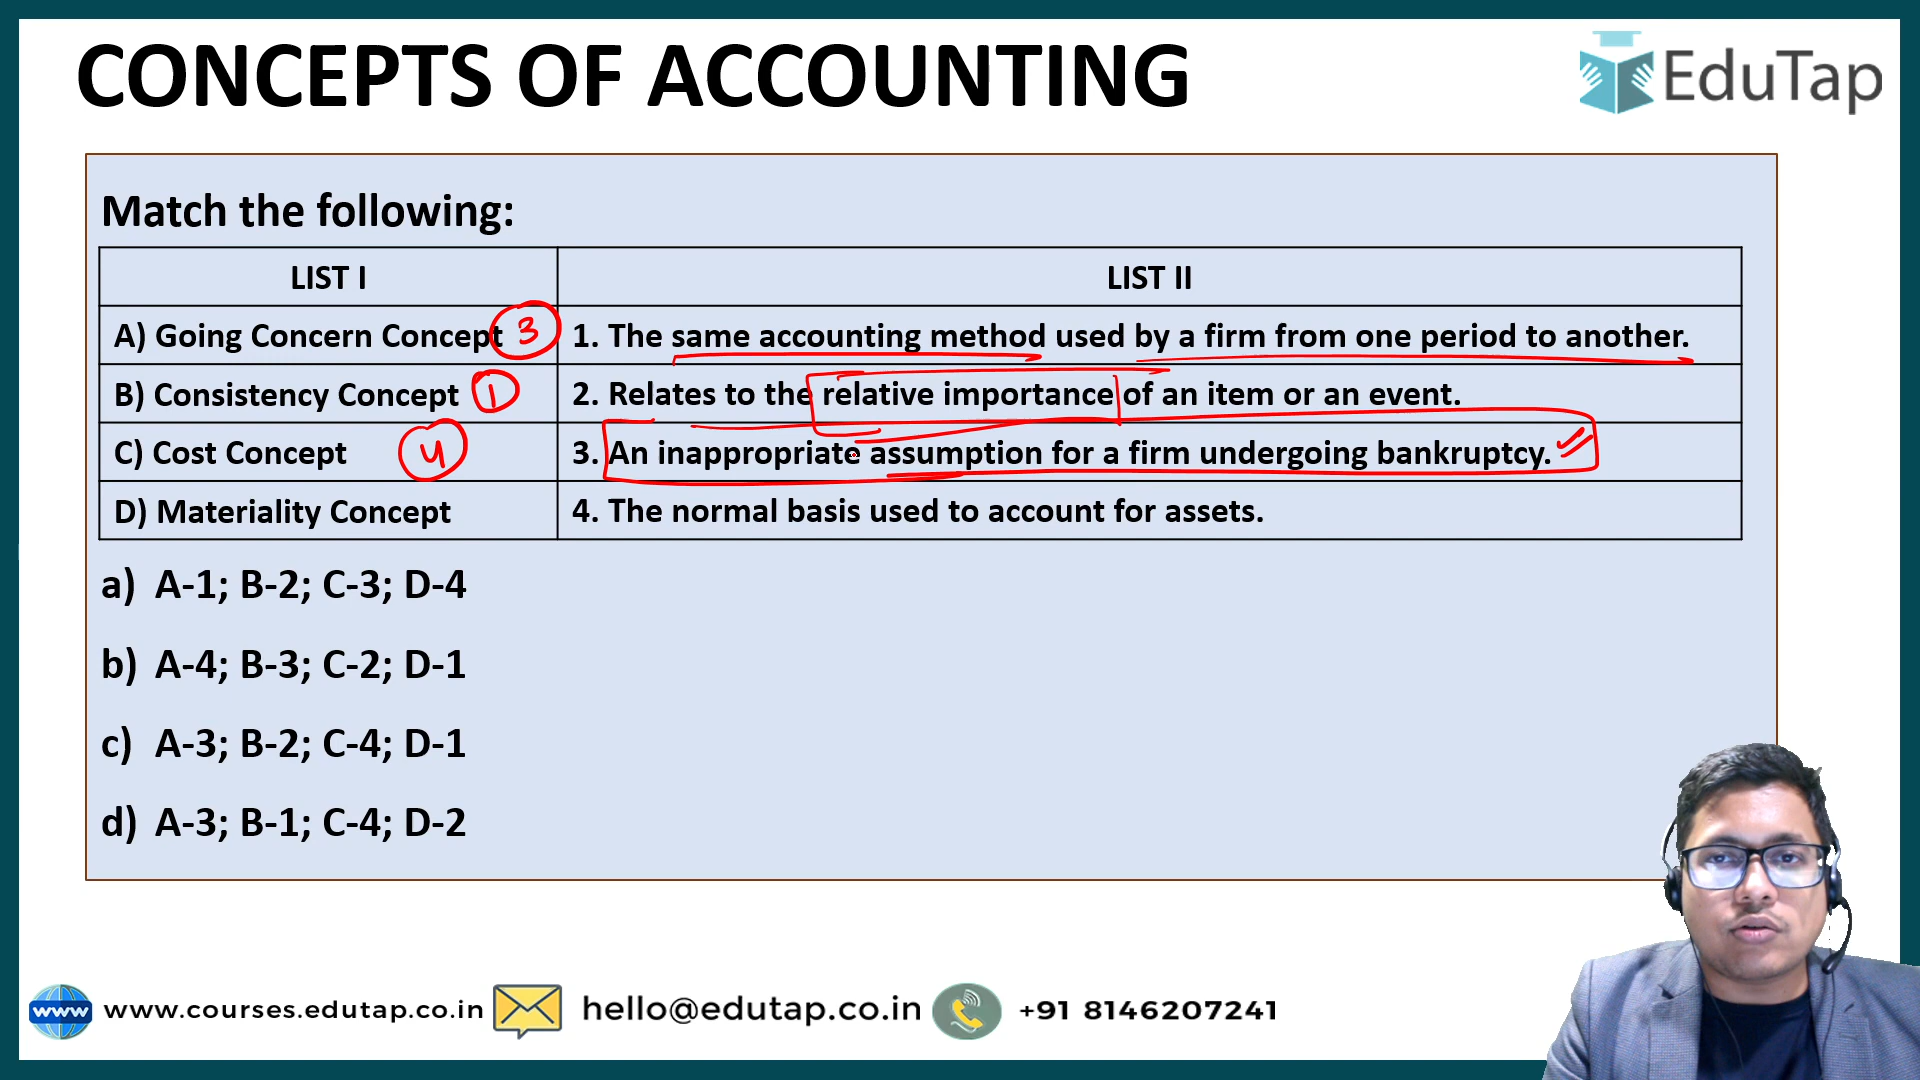 CONCEPTS OF ACCOUNTING
EduTap
Match the following:
LIST I LIST II
A) Going Concern Concept 3 1. The same accounting method used by a firm from one period to another.
B) Consistency Concept 1 2. Relates to the relative importance of an item or an event.
C) Cost Concept 4 3. An inappropriate assumption for a firm undergoing bankruptcy.
D) Materiality Concept 4. The normal basis used to account for assets.
a) A-1; B-2; C-3; D-4
b) A-4; B-3; C-2; D-1
c) A-3; B-2; C-4; D-1
d) A-3; B-1; C-4; D-2
www www.courses.edutap.co.in hello@edutap.co.in +91 8146207241